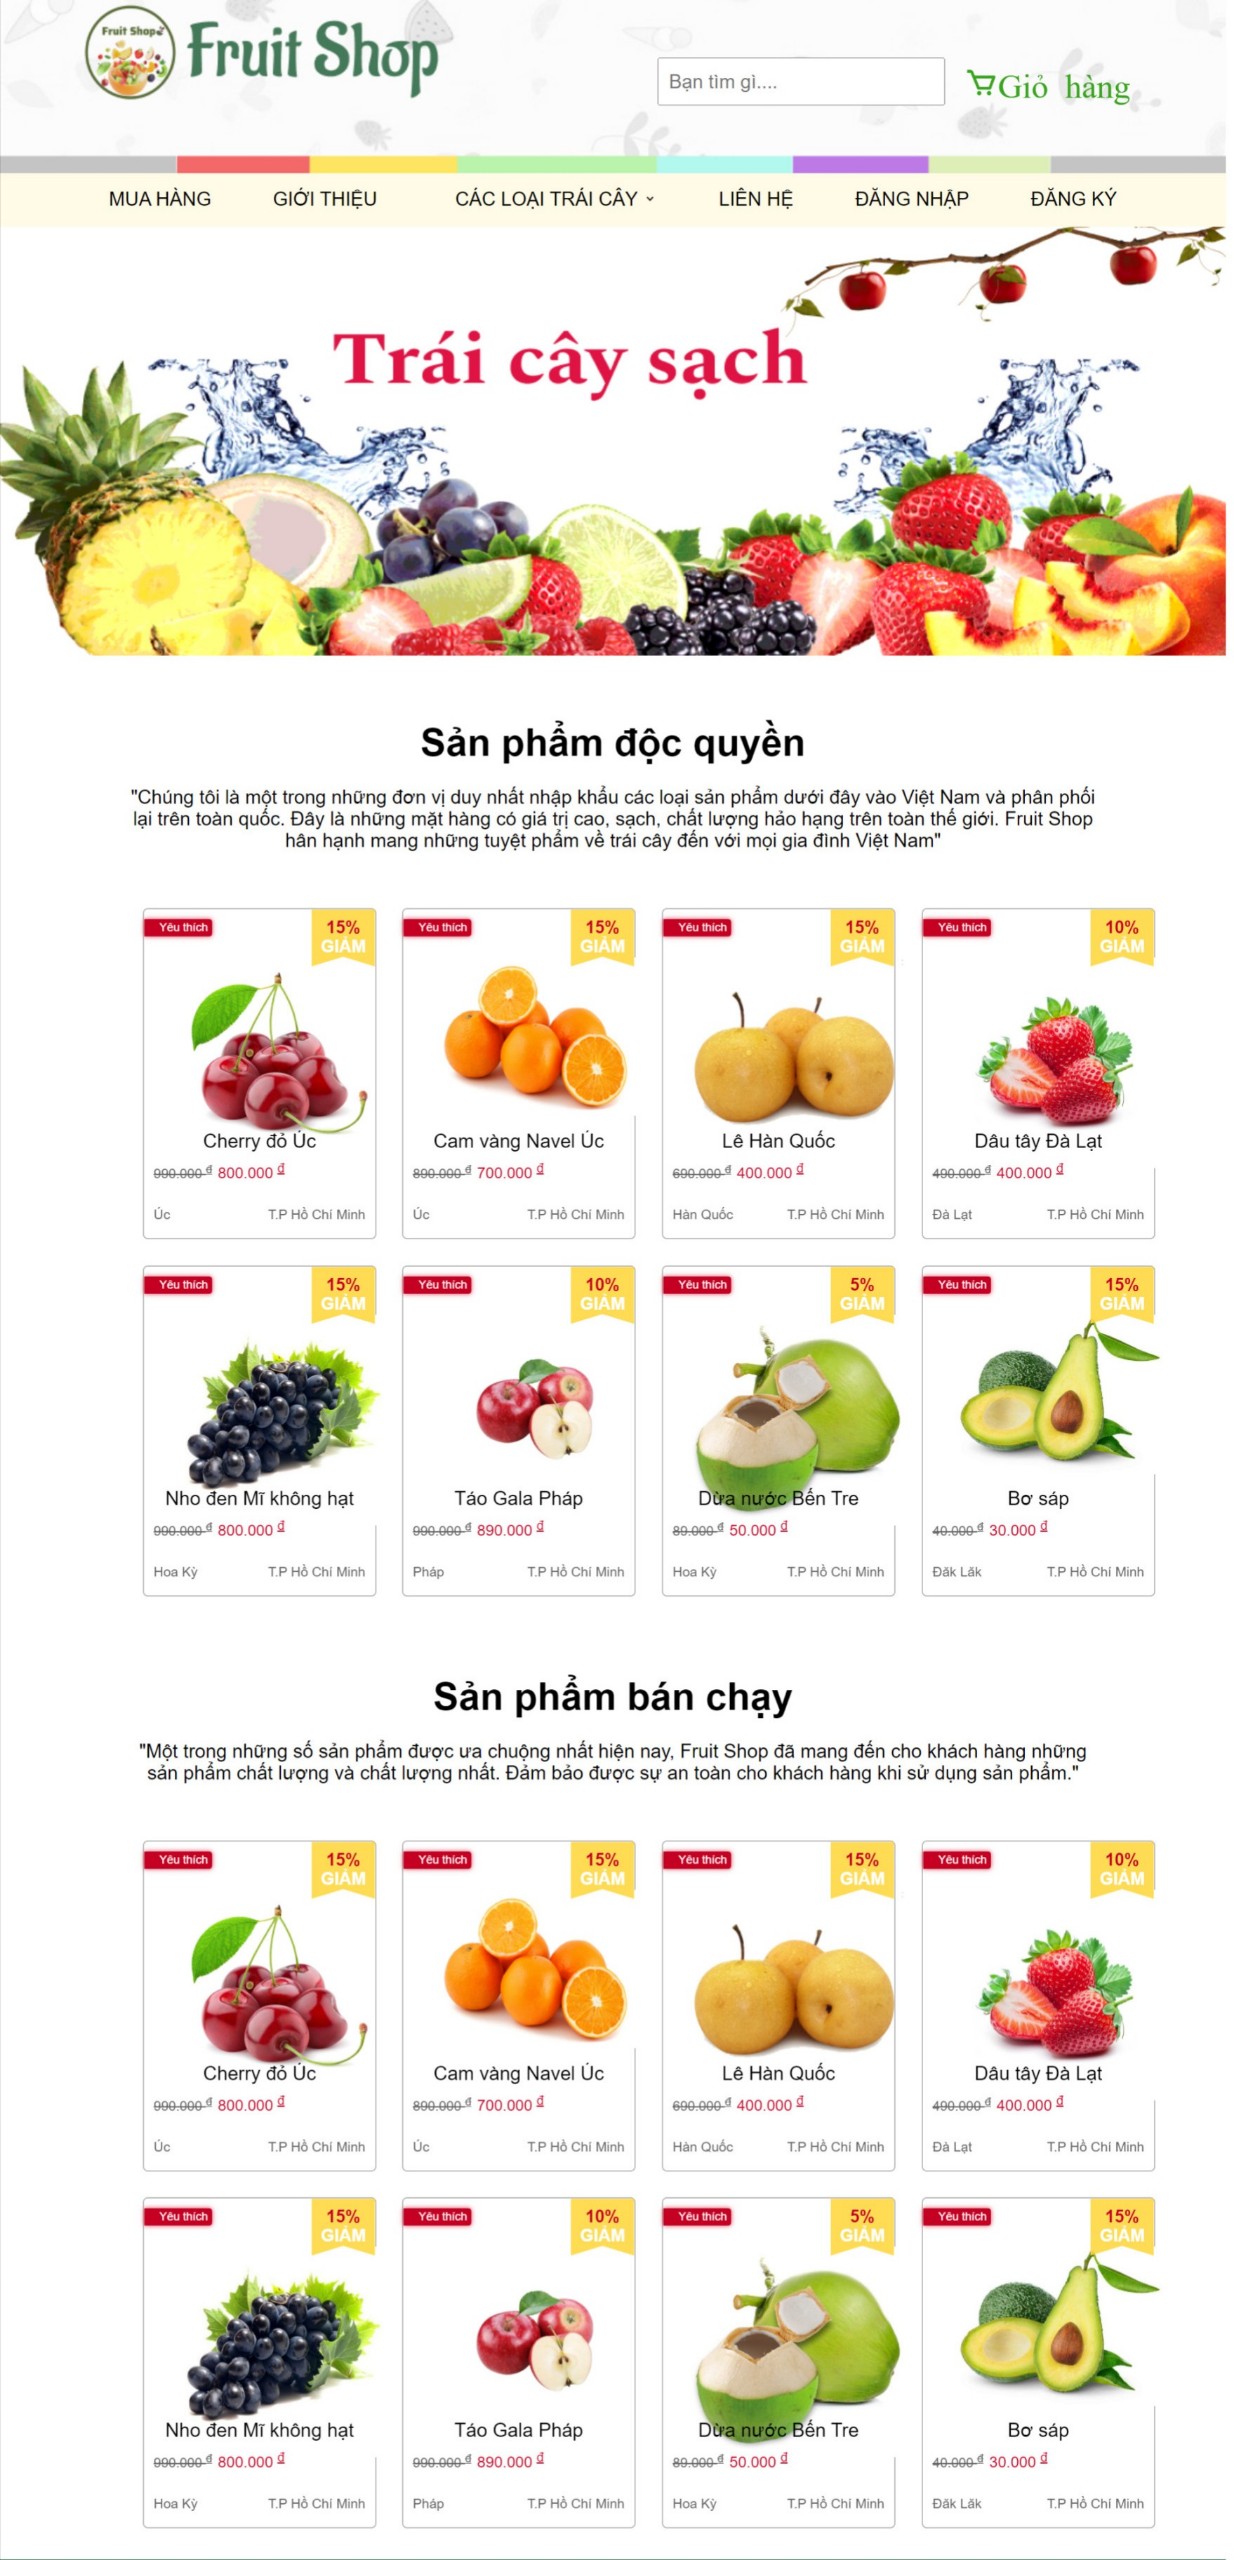 Fruit Shop
Fruit Shop
Bạn tìm gì....
Giỏ hàng
MUA HÀNG GIỚI THIỆU CÁC LOẠI TRÁI CÂY LIÊN HỆ ĐĂNG NHẬP ĐĂNG KÝ
Trái cây sạch
Sản phẩm độc quyền
"Chúng tôi là một trong những đơn vị duy nhất nhập khẩu các loại sản phẩm dưới đây vào Việt Nam và phân phối
lại trên toàn quốc. Đây là những mặt hàng có giá trị cao, sạch, chất lượng hảo hạng trên toàn thế giới. Fruit Shop
hân hạnh mang những tuyệt phẩm về trái cây đến với mọi gia đình Việt Nam"
Yêu thích 15% Yêu thích 15% Yêu thích 15% Yêu thích 10%
GIẢM GIẢM GIẢM GIẢM
Cherry đỏ Úc Cam vàng Navel Úc Lê Hàn Quốc Dâu tây Đà Lạt
990.000 đ 800.000 đ 890.000 đ 700.000 đ 690.000 đ 400.000 đ 490.000 đ 400.000 đ
Úc T.P Hồ Chí Minh Úc T.P Hồ Chí Minh Hàn Quốc T.P Hồ Chí Minh Đà Lạt T.P Hồ Chí Minh
Yêu thích 15% Yêu thích 10% Yêu thích 5% Yêu thích 15%
GIẢM GIẢM GIẢM GIẢM
Nho đen Mĩ không hạt Táo Gala Pháp Dừa nước Bến Tre Bơ sáp
990.000 đ 800.000 đ 990.000 đ 890.000 đ 89.000 đ 50.000 đ 40.000 đ 30.000 đ
Hoa Kỳ T.P Hồ Chí Minh Pháp T.P Hồ Chí Minh Hoa Kỳ T.P Hồ Chí Minh Đăk Lăk T.P Hồ Chí Minh
Sản phẩm bán chạy
"Một trong những số sản phẩm được ưa chuộng nhất hiện nay, Fruit Shop đã mang đến cho khách hàng những
sản phẩm chất lượng và chất lượng nhất. Đảm bảo được sự an toàn cho khách hàng khi sử dụng sản phẩm."
Yêu thích 15% Yêu thích 15% Yêu thích 15% Yêu thích 10%
GIẢM GIẢM GIẢM GIẢM
Cherry đỏ Úc Cam vàng Navel Úc Lê Hàn Quốc Dâu tây Đà Lạt
990.000 đ 800.000 đ 890.000 đ 700.000 đ 690.000 đ 400.000 đ 490.000 đ 400.000 đ
Úc T.P Hồ Chí Minh Úc T.P Hồ Chí Minh Hàn Quốc T.P Hồ Chí Minh Đà Lạt T.P Hồ Chí Minh
Yêu thích 15% Yêu thích 10% Yêu thích 5% Yêu thích 15%
GIẢM GIẢM GIẢM GIẢM
Nho đen Mĩ không hạt Táo Gala Pháp Dừa nước Bến Tre Bơ sáp
990.000 đ 800.000 đ 990.000 đ 890.000 đ 89.000 đ 50.000 đ 40.000 đ 30.000 đ
Hoa Kỳ T.P Hồ Chí Minh Pháp T.P Hồ Chí Minh Hoa Kỳ T.P Hồ Chí Minh Đăk Lăk T.P Hồ Chí Minh